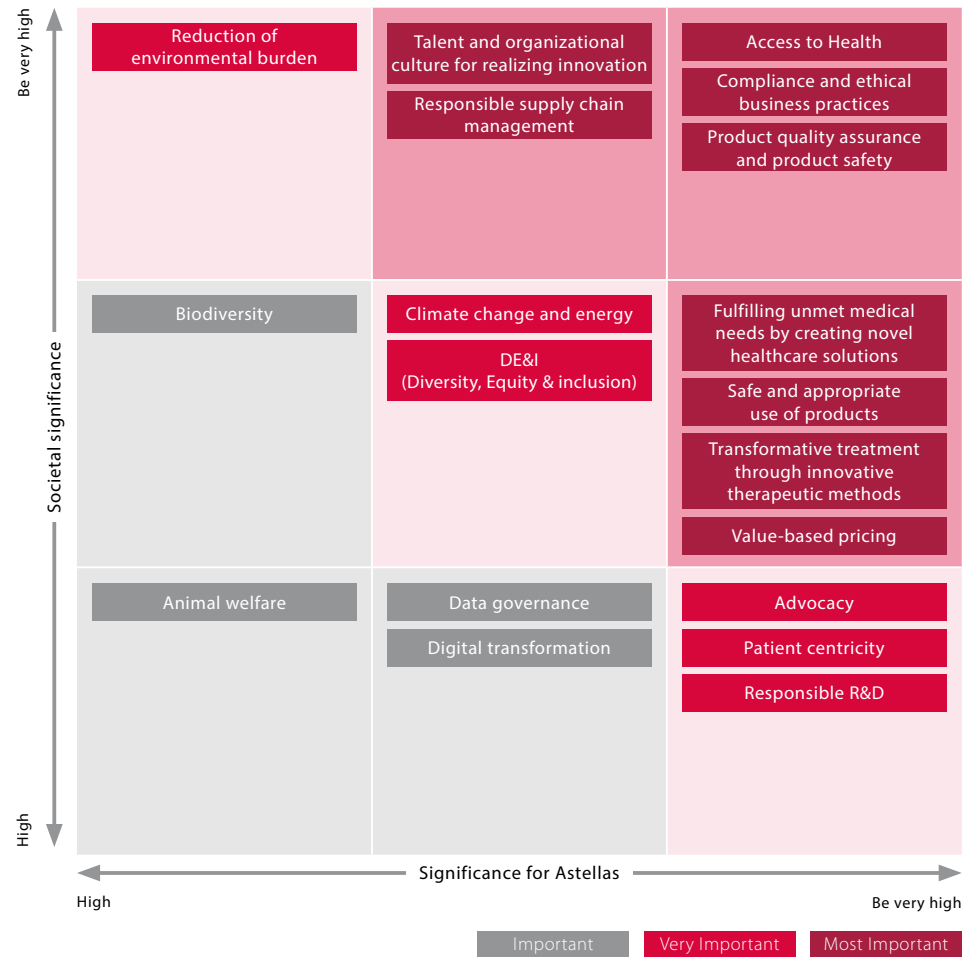 Be very high
Societal significance
High
Reduction of
environmental burden
Talent and organizational
culture for realizing innovation
Responsible supply chain
management
Access to Health
Compliance and ethical
business practices
Product quality assurance
and product safety
Biodiversity
Climate change and energy
DE&I
(Diversity, Equity & inclusion)
Fulfilling unmet medical
needs by creating novel
healthcare solutions
Safe and appropriate
use of products
Transformative treatment
through innovative
therapeutic methods
Value-based pricing
Animal welfare
Data governance
Digital transformation
Advocacy
Patient centricity
Responsible R&D
Significance for Astellas
High
Be very high
Important
Very Important
Most Important